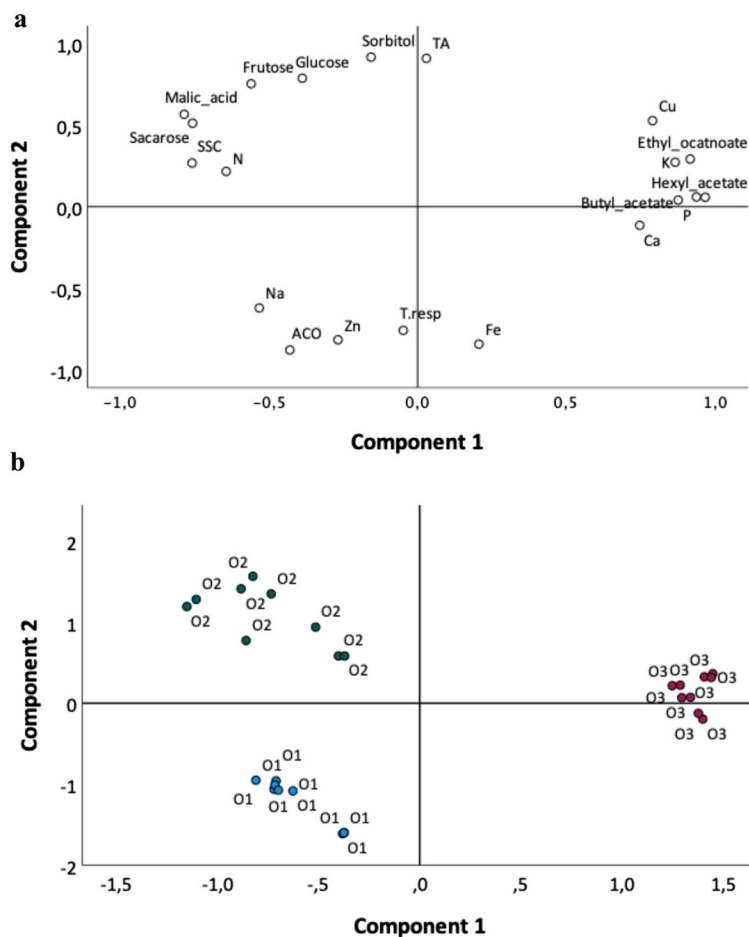 a
1,0
0,5
0,0
−0,5
−1,0
Component 2
Sorbitol
TA
Frutose
Glucose
Malic_acid
Sacarose
SSC
N
Cu
Ethyl_ocatnoate
K
Hexyl_acetate
Butyl_acetate
P
Ca
Na
ACO
Zn
T.resp
Fe
−1,0 −0,5 0,0 0,5 1,0
Component 1
b
2
1
0
-1
-2
Component 2
O2
O2
O2
O2
O2
O2
O2
O2
O2
O3
O3
O3
O3
O3
O3
O3
O3
O3
O1
O1
O1
O1
O1
O1
O1
O1
O1
-1,5 -1,0 -,5 ,0 ,5 1,0 1,5
Component 1